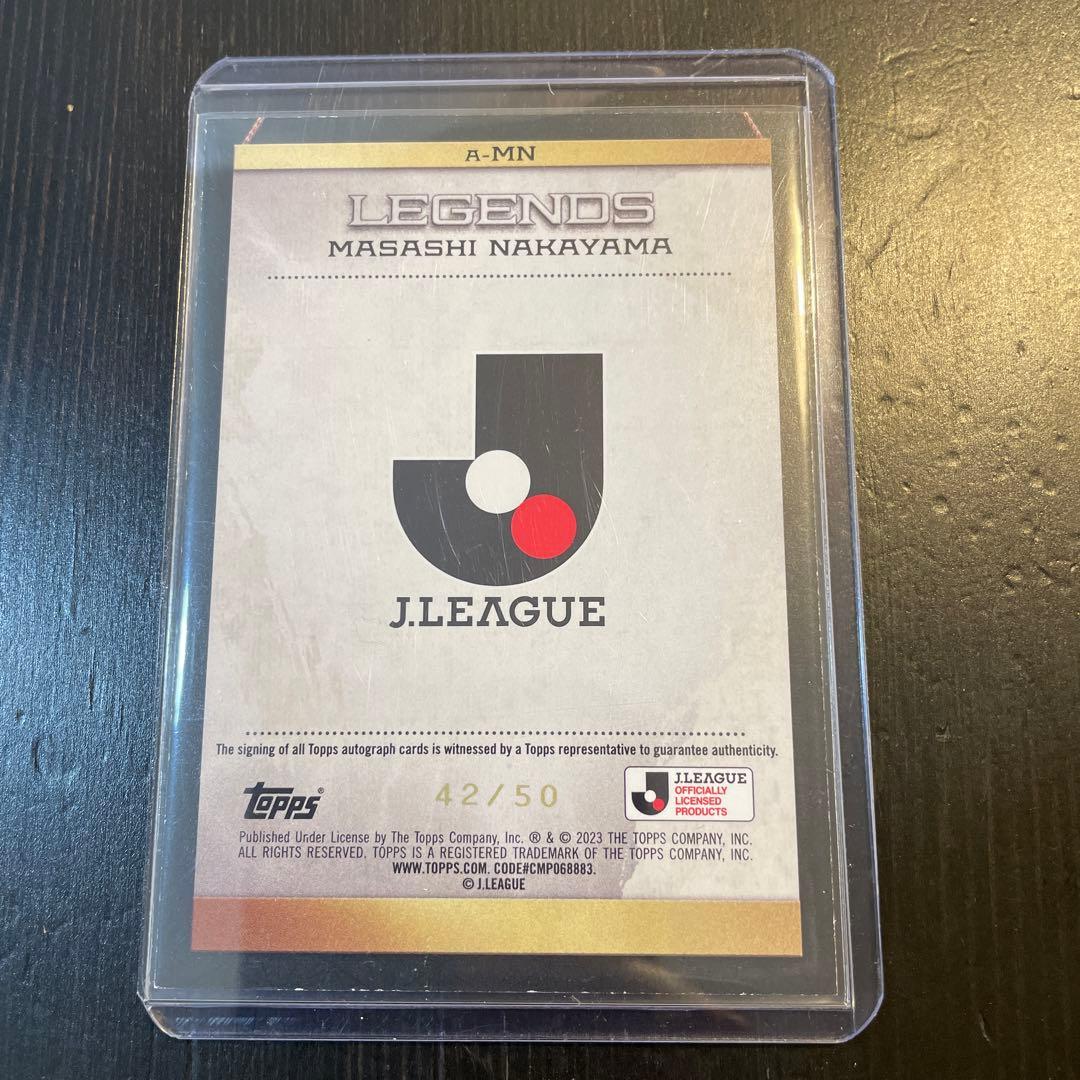 A-MN
LEGENDS
MASASHI NAKAYAMA
J.LEAGUE
The signing of all Topps autograph cards is witnessed by a Topps representative to guarantee authenticity.
topps®
42/50
J.LEAGUE
OFFICIALLY
LICENSED
PRODUCTS
Published Under License by The Topps Company, Inc. ® & © 2023 THE TOPPS COMPANY, INC.
ALL RIGHTS RESERVED. TOPPS IS A REGISTERED TRADEMARK OF THE TOPPS COMPANY, INC.
WWW.TOPPS.COM. CODE#CMP068883.
© J.LEAGUE